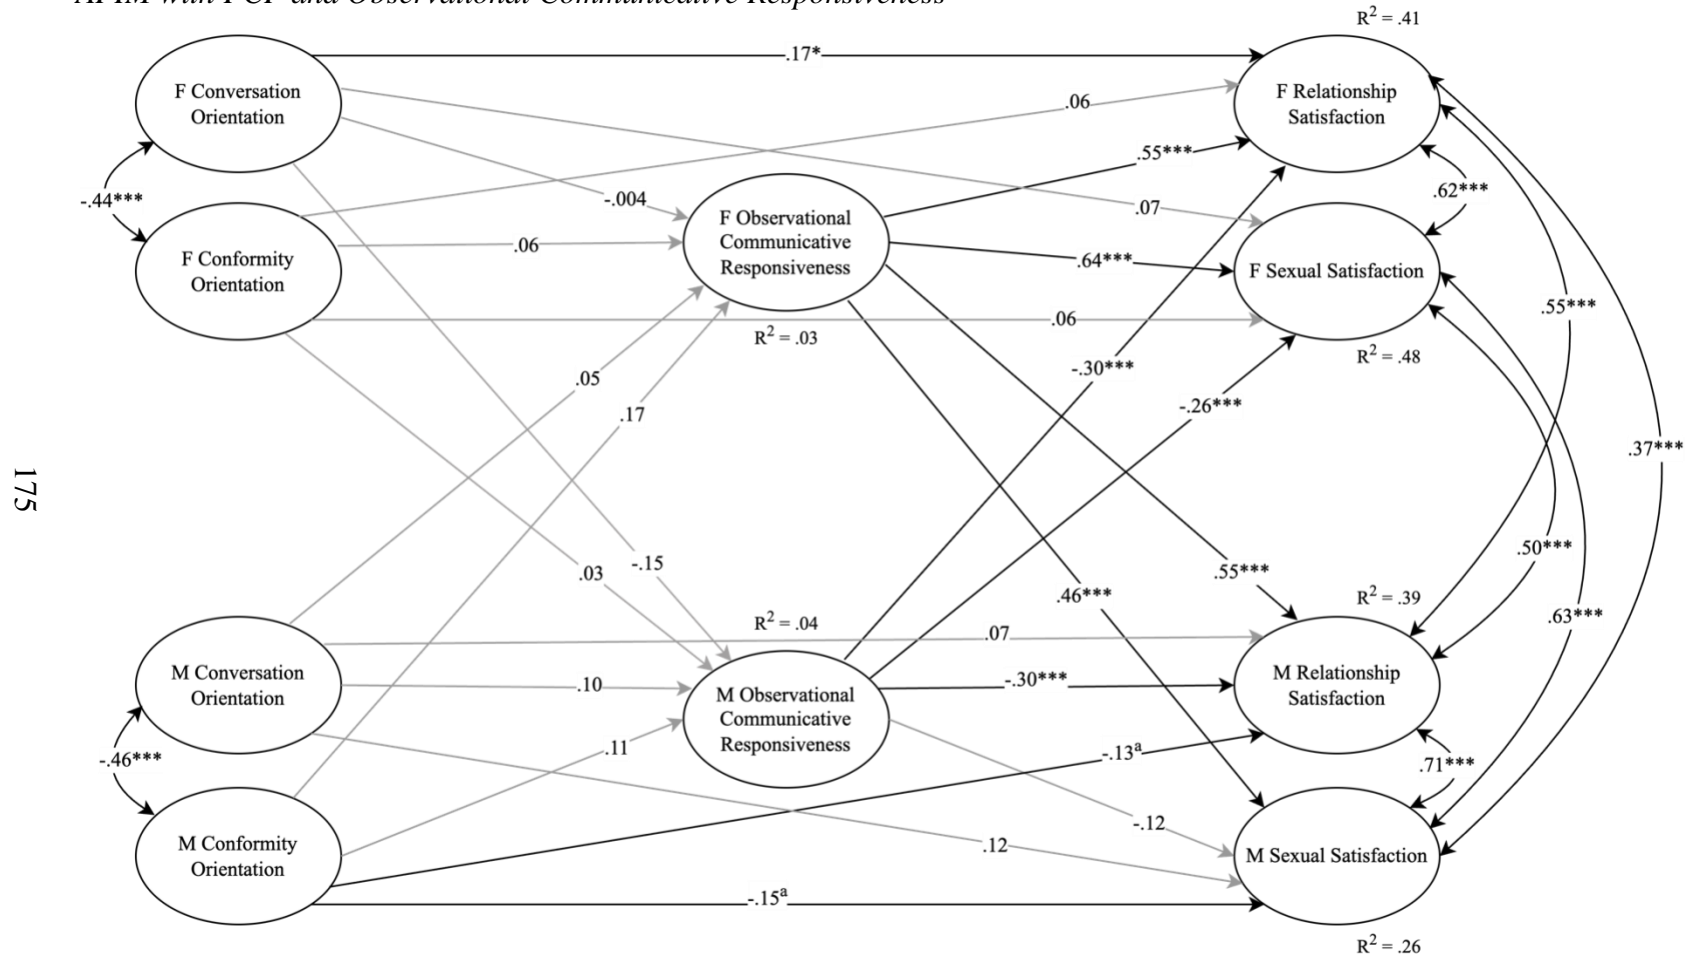 APIM with FCP and Observational Communicative Responsiveness
R2 = .41
F Conversation
Orientation
.17*
F Relationship
Satisfaction
.06
.55***
-.44***
-.004
.07
.62***
F Conformity
Orientation
.06
F Observational
Communicative
Responsiveness
.64***
F Sexual Satisfaction
.06
R2 = .03
R2 = .48
.55***
-.30***
.05
.17
-.26***
.37***
175
.03
-.15
.55***
.46***
.50***
R2 = .39
.63***
R2 = .04
.07
M Conversation
Orientation
.10
M Observational
Communicative
Responsiveness
-.30***
M Relationship
Satisfaction
-.46***
.11
-.13a
.71***
-.12
.12
M Conformity
Orientation
M Sexual Satisfaction
-.15a
R2 = .26